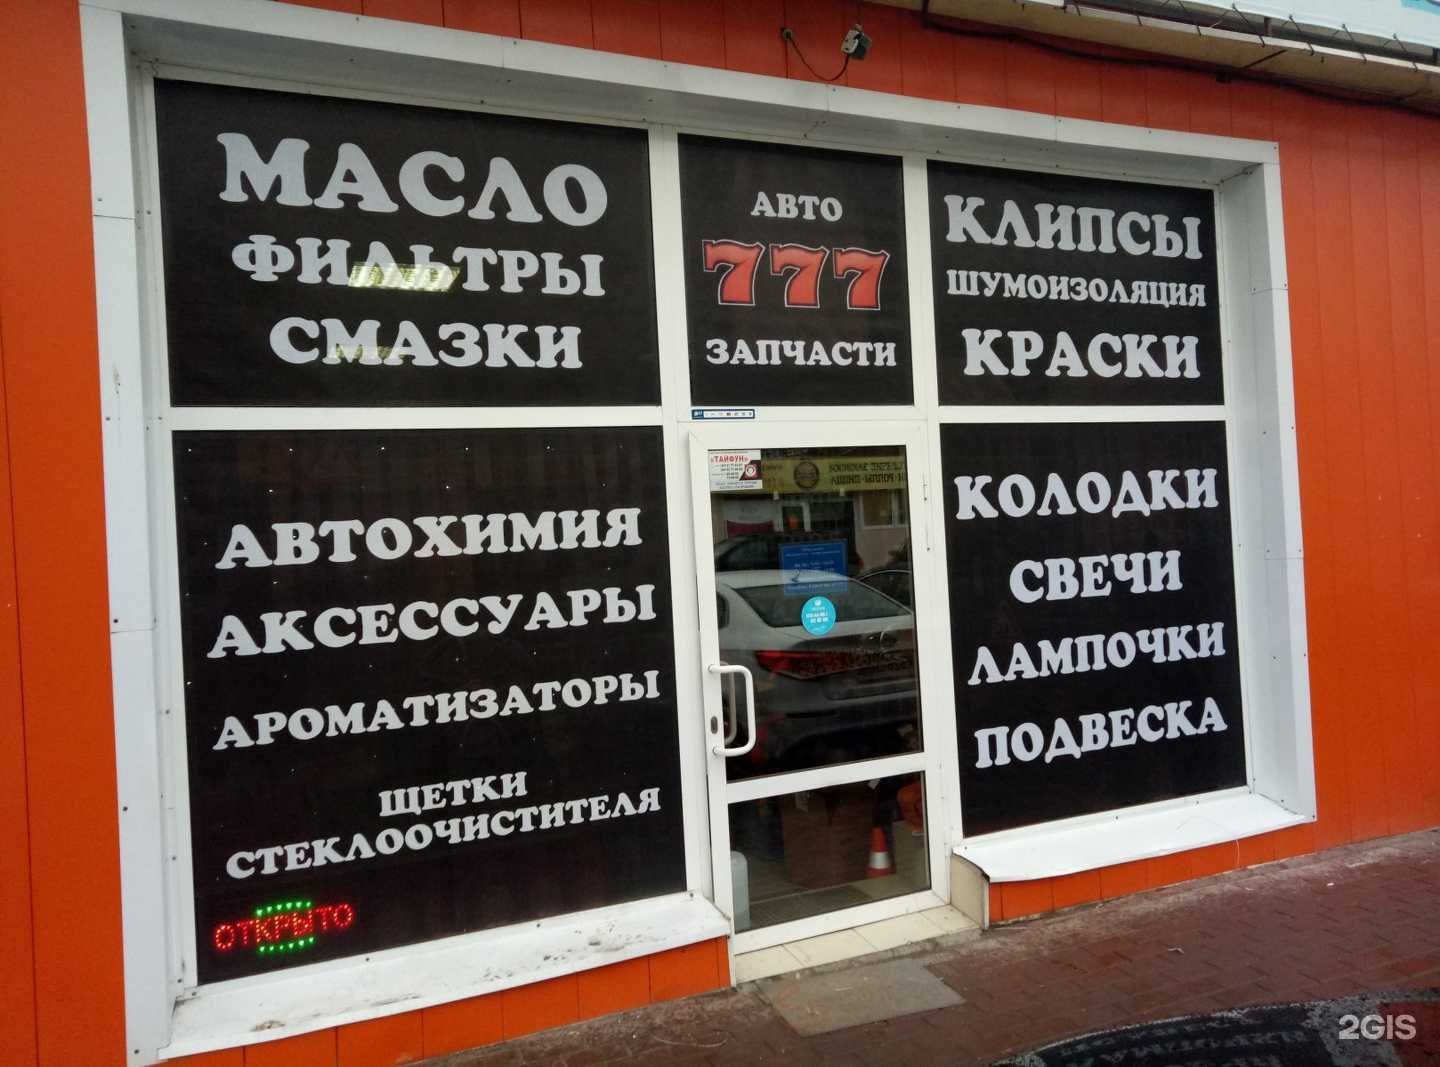 МАСЛО
ФИЛЬТРЫ
СМАЗКИ
АВТО
777
ЗАПЧАСТИ
КЛИПСЫ
ШУМОИЗОЛЯЦИЯ
КРАСКИ
АВТОХИМИЯ
АКСЕССУАРЫ
АРОМАТИЗАТОРЫ
ЩЕТКИ
СТЕКЛООЧИСТИТЕЛЯ
ОТКРЫТО
«ТАЙФУН»
КОЛОДКИ
СВЕЧИ
ЛАМПОЧКИ
ПОДВЕСКА
2GIS